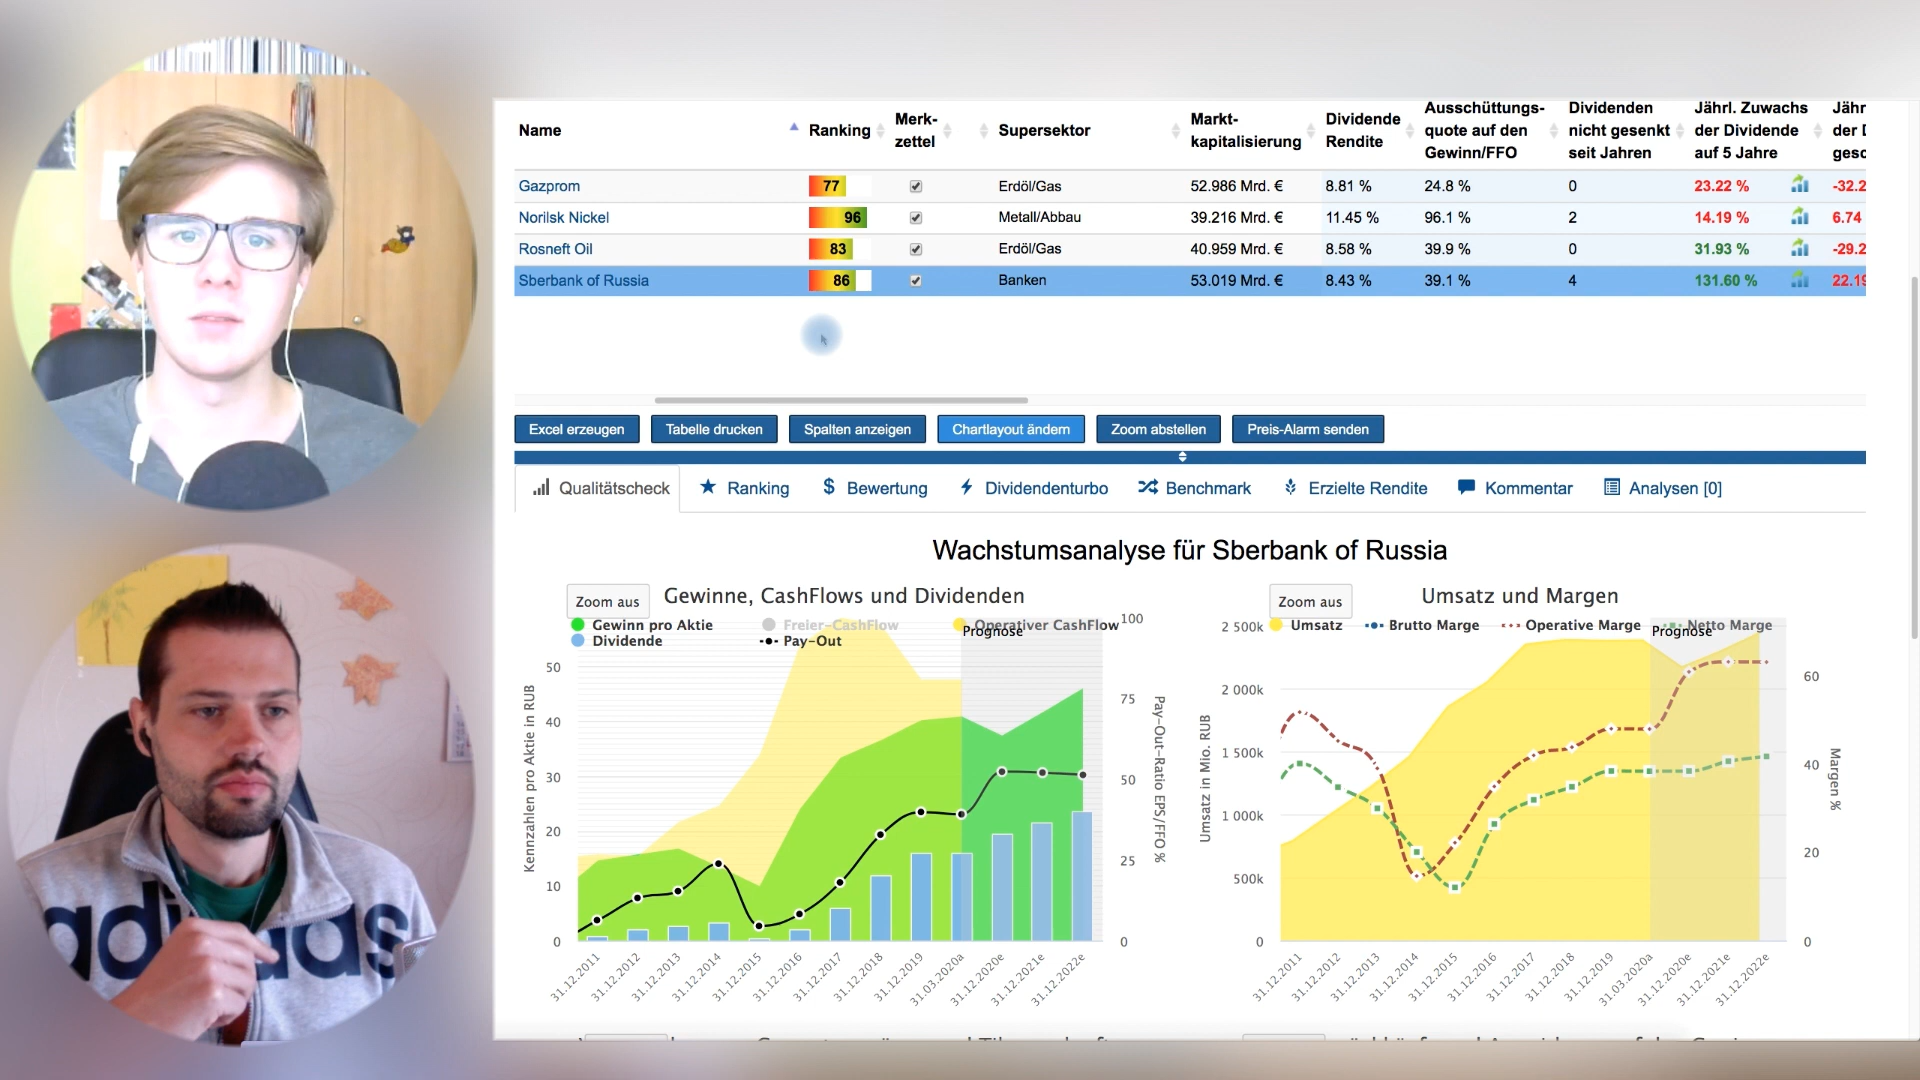 Name
Ranking
Merk-
zettel
Supersektor
Markt-
kapitalisierung
Dividende
Rendite
Ausschüttungs-
quote auf den
Gewinn/FFO
Dividenden
nicht gesenkt
seit Jahren
Jährl. Zuwachs
der Dividende
auf 5 Jahre
Gazprom 77 Erdöl/Gas 52.986 Mrd. € 8.81 % 24.8 % 0 23.22 % -32.2
Norilsk Nickel 96 Metall/Abbau 39.216 Mrd. € 11.45 % 96.1 % 2 14.19 % 6.74
Rosneft Oil 83 Erdöl/Gas 40.959 Mrd. € 8.58 % 39.9 % 0 31.93 % -29.2
Sberbank of Russia 86 Banken 53.019 Mrd. € 8.43 % 39.1 % 4 131.60 % 22.19
Excel erzeugen Tabelle drucken Spalten anzeigen Chartlayout ändern Zoom abstellen Preis-Alarm senden
Qualitätscheck Ranking Bewertung Dividendenturbo Benchmark Erzielte Rendite Kommentar Analysen [0]
Wachstumsanalyse für Sberbank of Russia
Zoom aus
Gewinne, CashFlows und Dividenden
Gewinn pro Aktie Freier-CashFlow Operativer CashFlow
Dividende Pay-Out
Prognose
Kennzahlen pro Aktie in RUB
50
40
30
20
10
0
100
75
50
25
0
Pay-Out-Ratio EPS/FFO %
31.12.2011 31.12.2012 31.12.2013 31.12.2014 31.12.2015 31.12.2016 31.12.2017 31.12.2018 31.12.2019 31.03.2020a 31.12.2020e 31.12.2021e 31.12.2022e
Zoom aus
Umsatz und Margen
Umsatz Brutto Marge Operative Marge Netto Marge
Prognose
Umsatz in Mio. RUB
2 500k
2 000k
1 500k
1 000k
500k
0
60
40
20
0
Margen %
31.12.2011 31.12.2012 31.12.2013 31.12.2014 31.12.2015 31.12.2016 31.12.2017 31.12.2018 31.12.2019 31.03.2020a 31.12.2020e 31.12.2021e 31.12.2022e
adidas